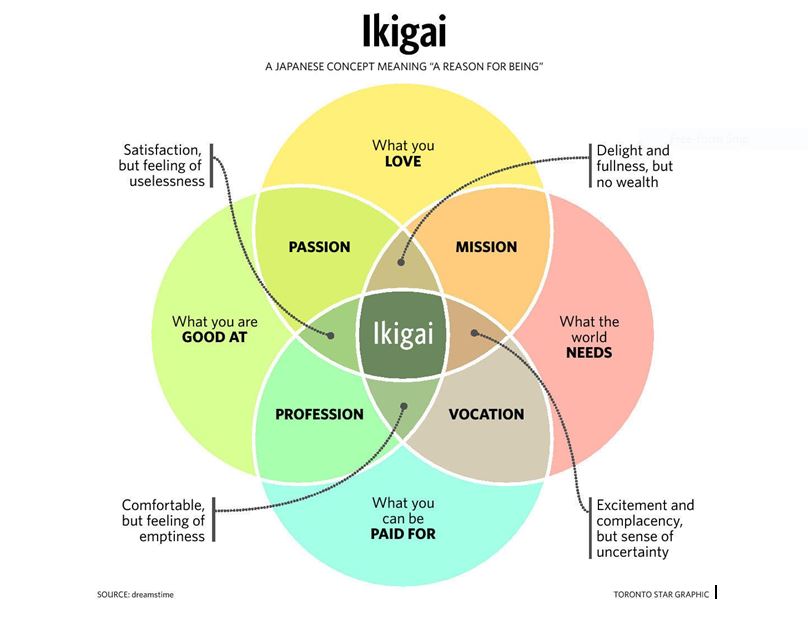 Ikigai
A JAPANESE CONCEPT MEANING “A REASON FOR BEING”
Satisfaction,
but feeling of
uselessness
What you
LOVE
Delight and
fullness, but
no wealth
PASSION
MISSION
What you are
GOOD AT
Ikigai
What the
world
NEEDS
PROFESSION
VOCATION
Comfortable,
but feeling of
emptiness
What you
can be
PAID FOR
Excitement and
complacency,
but sense of
uncertainty
SOURCE: dreamstime
TORONTO STAR GRAPHIC